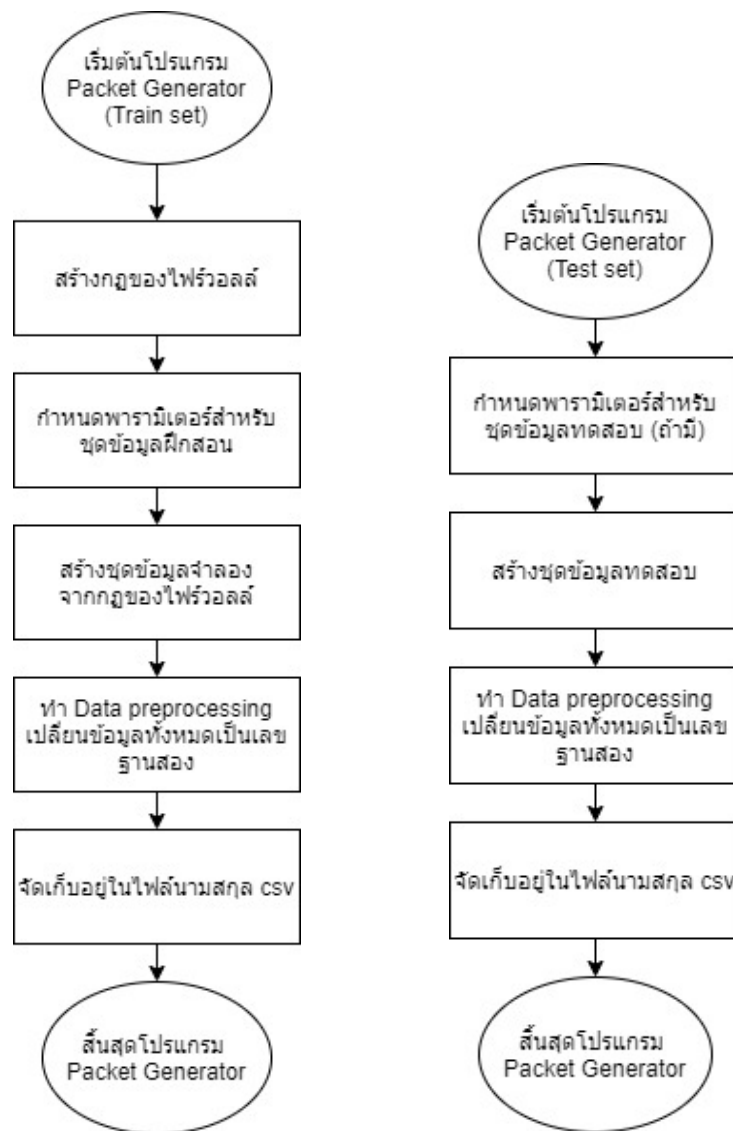 เริ่มต้นโปรแกรม
Packet Generator
(Train set)
สร้างกฏของไฟร์วอลล์
กำหนดพารามิเตอร์สำหรับ
ชุดข้อมูลฝึกสอน
สร้างชุดข้อมูลจำลอง
จากกฏของไฟร์วอลล์
ทำ Data preprocessing
เปลี่ยนข้อมูลทั้งหมดเป็นเลข
ฐานสอง
จัดเก็บอยู่ในไฟล์นามสกุล csv
สิ้นสุดโปรแกรม
Packet Generator
เริ่มต้นโปรแกรม
Packet Generator
(Test set)
กำหนดพารามิเตอร์สำหรับ
ชุดข้อมูลทดสอบ (ถ้ามี)
สร้างชุดข้อมูลทดสอบ
ทำ Data preprocessing
เปลี่ยนข้อมูลทั้งหมดเป็นเลข
ฐานสอง
จัดเก็บอยู่ในไฟล์นามสกุล csv
สิ้นสุดโปรแกรม
Packet Generator